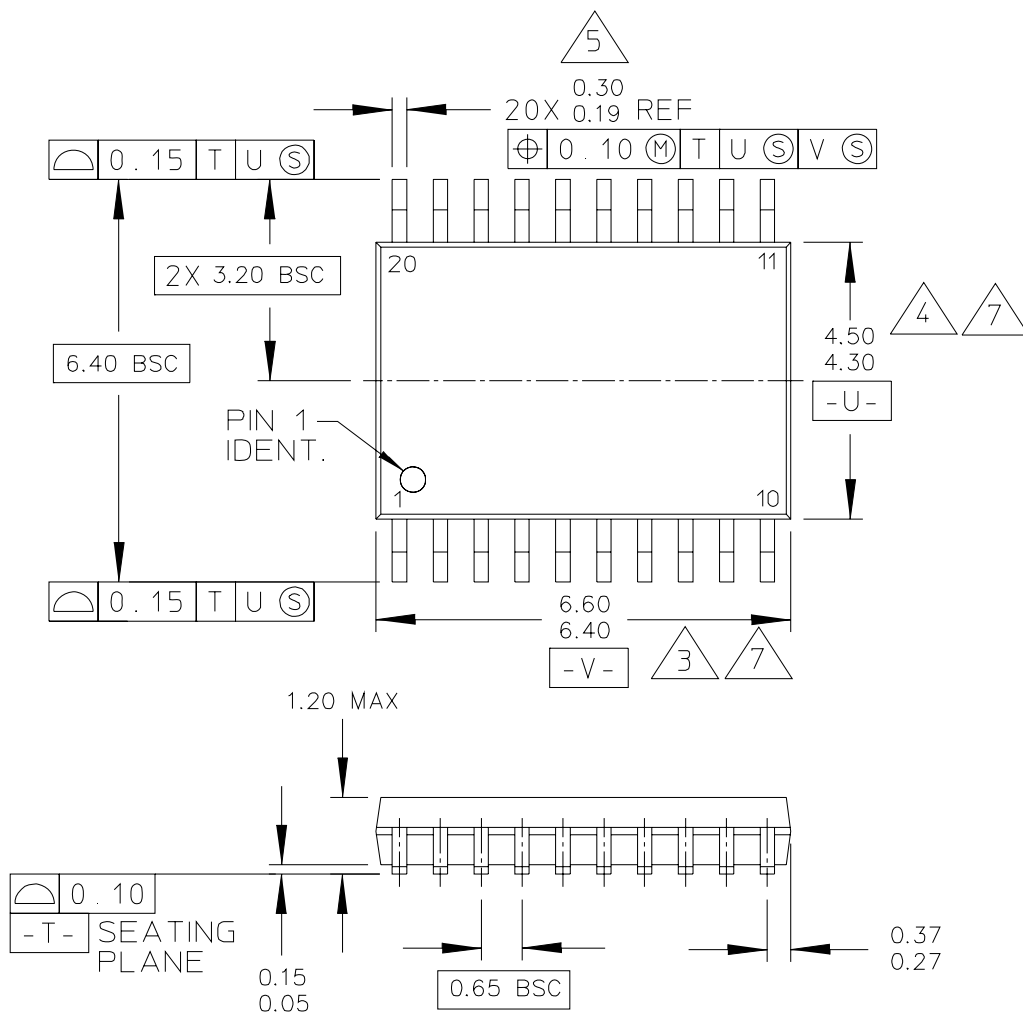 5
0.30
20X 0.19 REF
⌖ 0.10 Ⓜ T U Ⓢ V Ⓢ
⌓ 0.15 T U Ⓢ
2X 3.20 BSC
6.40 BSC
20
11
4.50
4.30
-U-
4
7
PIN 1
IDENT.
1
10
⌓ 0.15 T U Ⓢ
6.60
6.40
-V-
3
7
1.20 MAX
⌓ 0.10
-T- SEATING
PLANE
0.15
0.05
0.65 BSC
0.37
0.27